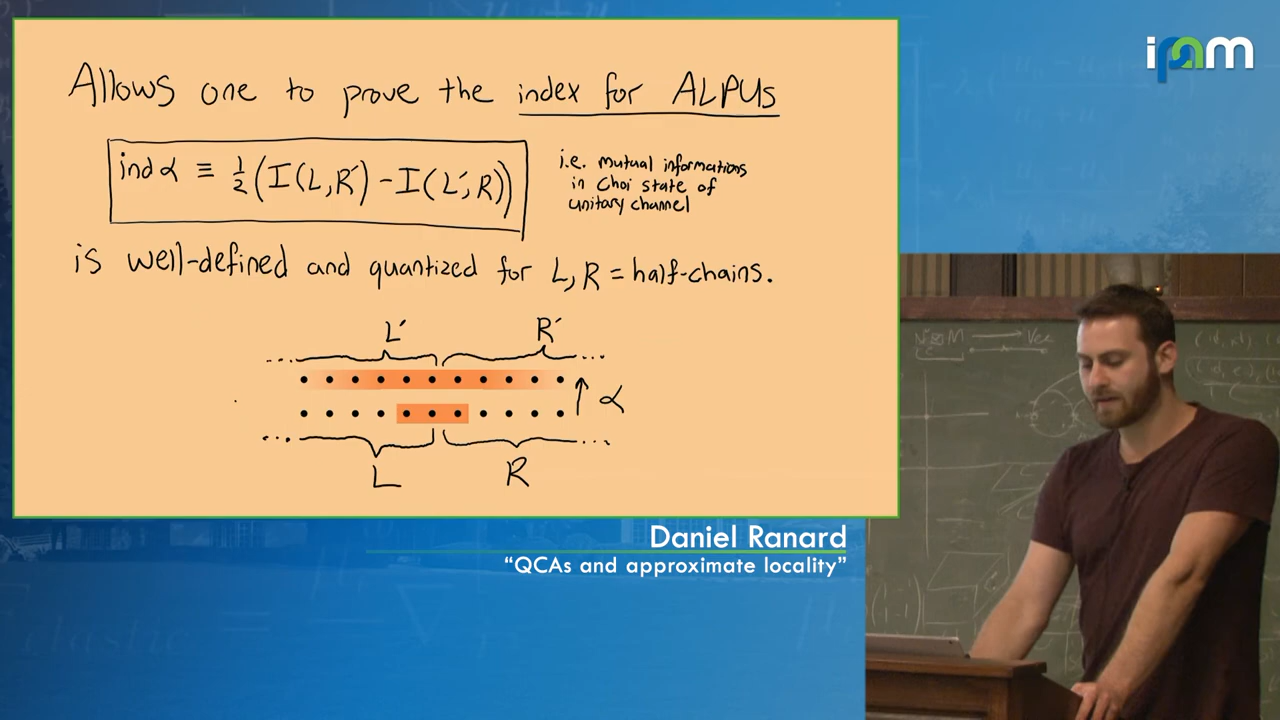 Allows one to prove the index for ALPUs
ind α ≡ 1/2 (I(L,R′) - I(L′,R))
i.e. mutual informations
in Choi state of
unitary channel
is well-defined and quantized for L, R = half-chains.
L′ R′
α
L R
Daniel Ranard
“QCAs and approximate locality”
ipam